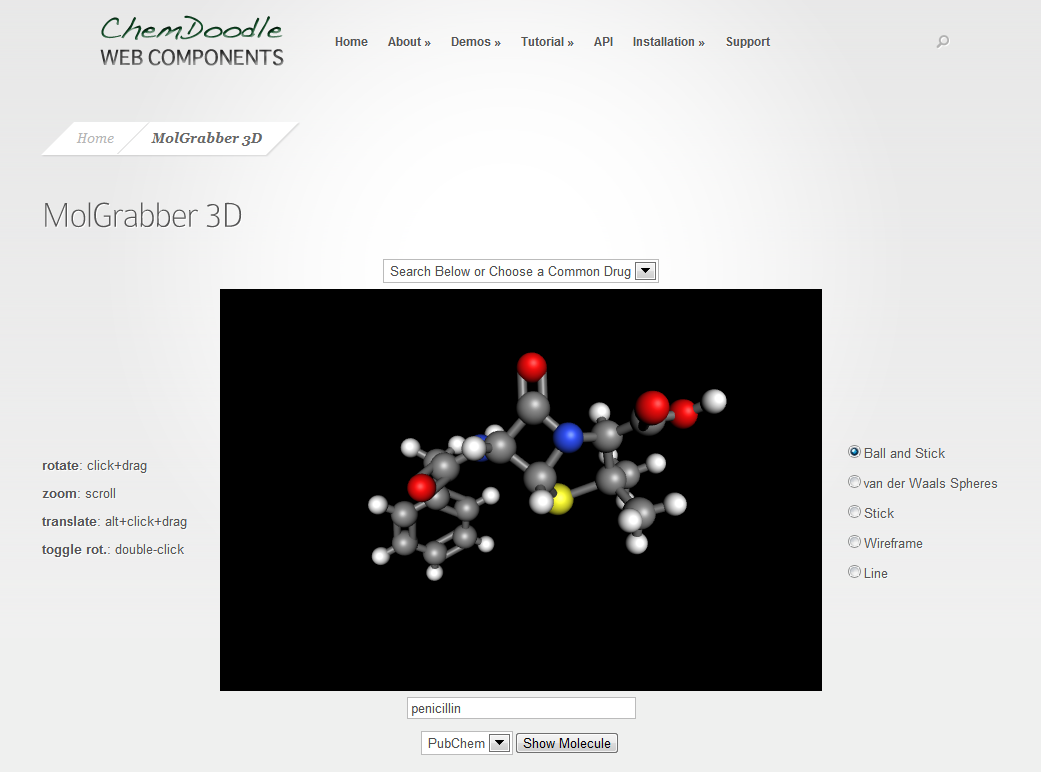 ChemDoodle
WEB COMPONENTS
Home About » Demos » Tutorial » API Installation » Support
Home MolGrabber 3D
MolGrabber 3D
Search Below or Choose a Common Drug
rotate: click+drag
zoom: scroll
translate: alt+click+drag
toggle rot.: double-click
Ball and Stick
van der Waals Spheres
Stick
Wireframe
Line
penicillin
PubChem Show Molecule